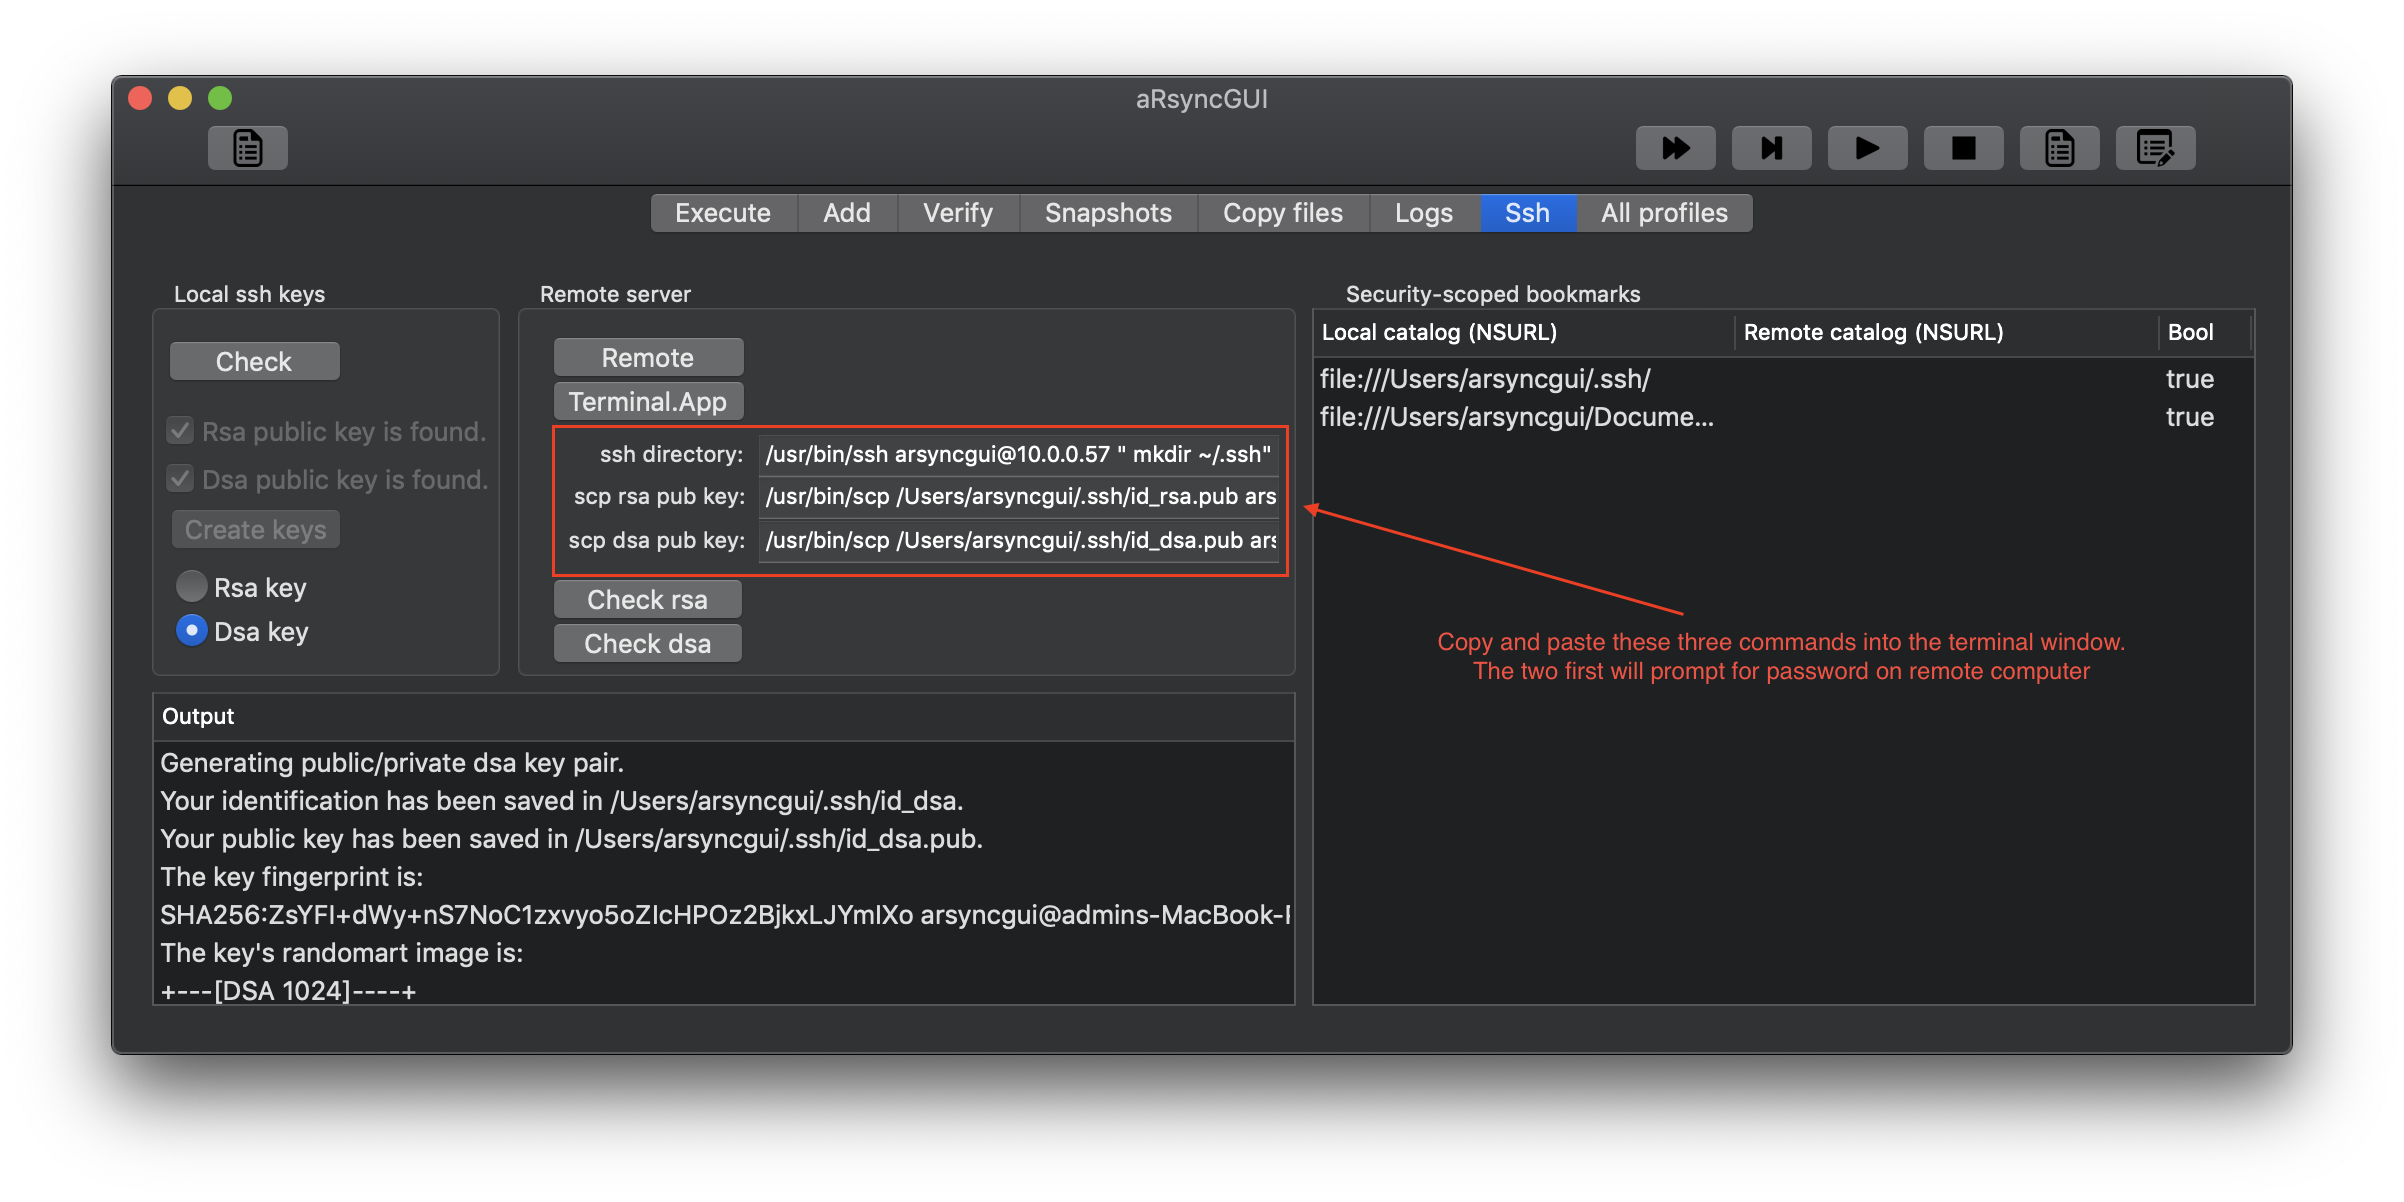 aRsyncGUI
Execute Add Verify Snapshots Copy files Logs Ssh All profiles
Local ssh keys
Check
Rsa public key is found.
Dsa public key is found.
Create keys
Rsa key
Dsa key
Remote server
Remote
Terminal.App
ssh directory: /usr/bin/ssh arsyncgui@10.0.0.57 " mkdir ~/.ssh"
scp rsa pub key: /usr/bin/scp /Users/arsyncgui/.ssh/id_rsa.pub ars
scp dsa pub key: /usr/bin/scp /Users/arsyncgui/.ssh/id_dsa.pub ars
Check rsa
Check dsa
Security-scoped bookmarks
Local catalog (NSURL) Remote catalog (NSURL) Bool
file:///Users/arsyncgui/.ssh/ true
file:///Users/arsyncgui/Docume... true
Copy and paste these three commands into the terminal window.
The two first will prompt for password on remote computer
Output
Generating public/private dsa key pair.
Your identification has been saved in /Users/arsyncgui/.ssh/id_dsa.
Your public key has been saved in /Users/arsyncgui/.ssh/id_dsa.pub.
The key fingerprint is:
SHA256:ZsYFI+dWy+nS7NoC1zxvyo5oZIcHPOz2BjkxLJYmIXo arsyncgui@admins-MacBook-
The key's randomart image is:
+---[DSA 1024]----+